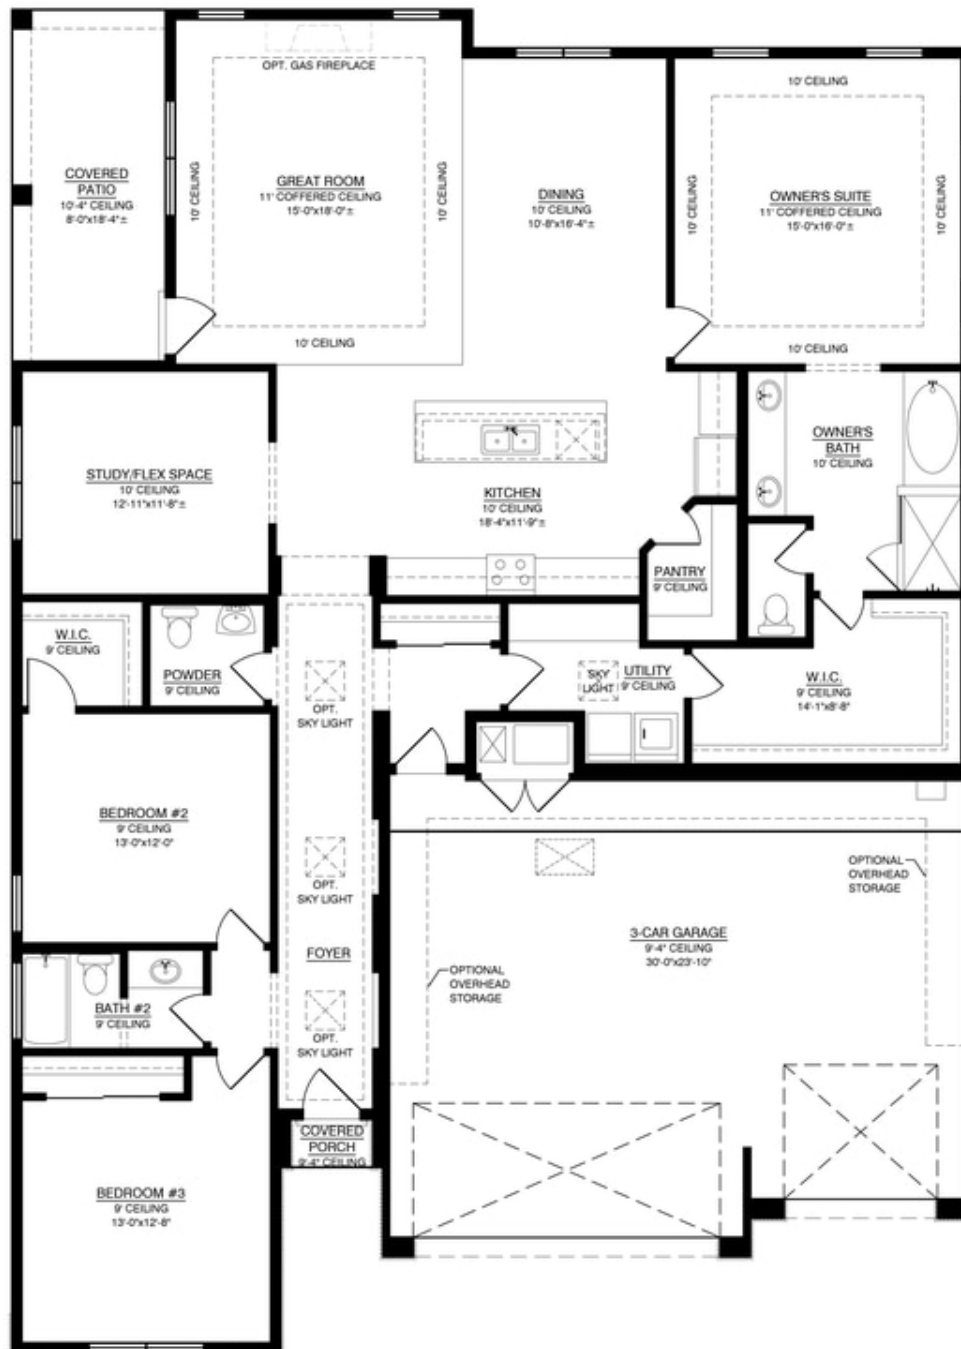 OPT. GAS FIREPLACE
10' CEILING
COVERED
PATIO
10'-4" CEILING
8'-0"x18'-4"±
10' CEILING
GREAT ROOM
11' COFFERED CEILING
15'-0"x18'-0"±
10' CEILING
DINING
10' CEILING
10'-8"x16'-4"±
10' CEILING
OWNER'S SUITE
11' COFFERED CEILING
15'-0"x16'-0"±
10' CEILING
10' CEILING
10' CEILING
STUDY/FLEX SPACE
10' CEILING
12'-11"x11'-8"±
KITCHEN
10' CEILING
18'-4"x11'-9"±
OWNER'S
BATH
10' CEILING
PANTRY
9' CEILING
W.I.C.
9' CEILING
POWDER
9' CEILING
OPT.
SKY LIGHT
SKY
LIGHT
UTILITY
9' CEILING
W.I.C.
9' CEILING
14'-1"x8'-8"
BEDROOM #2
9' CEILING
13'-0"x12'-0"
OPT.
SKY LIGHT
OPTIONAL
OVERHEAD
STORAGE
3-CAR GARAGE
9'-4" CEILING
30'-0"x23'-10"
FOYER
OPTIONAL
OVERHEAD
STORAGE
BATH #2
9' CEILING
OPT.
SKY LIGHT
COVERED
PORCH
9'-4" CEILING
BEDROOM #3
9' CEILING
13'-0"x12'-8"